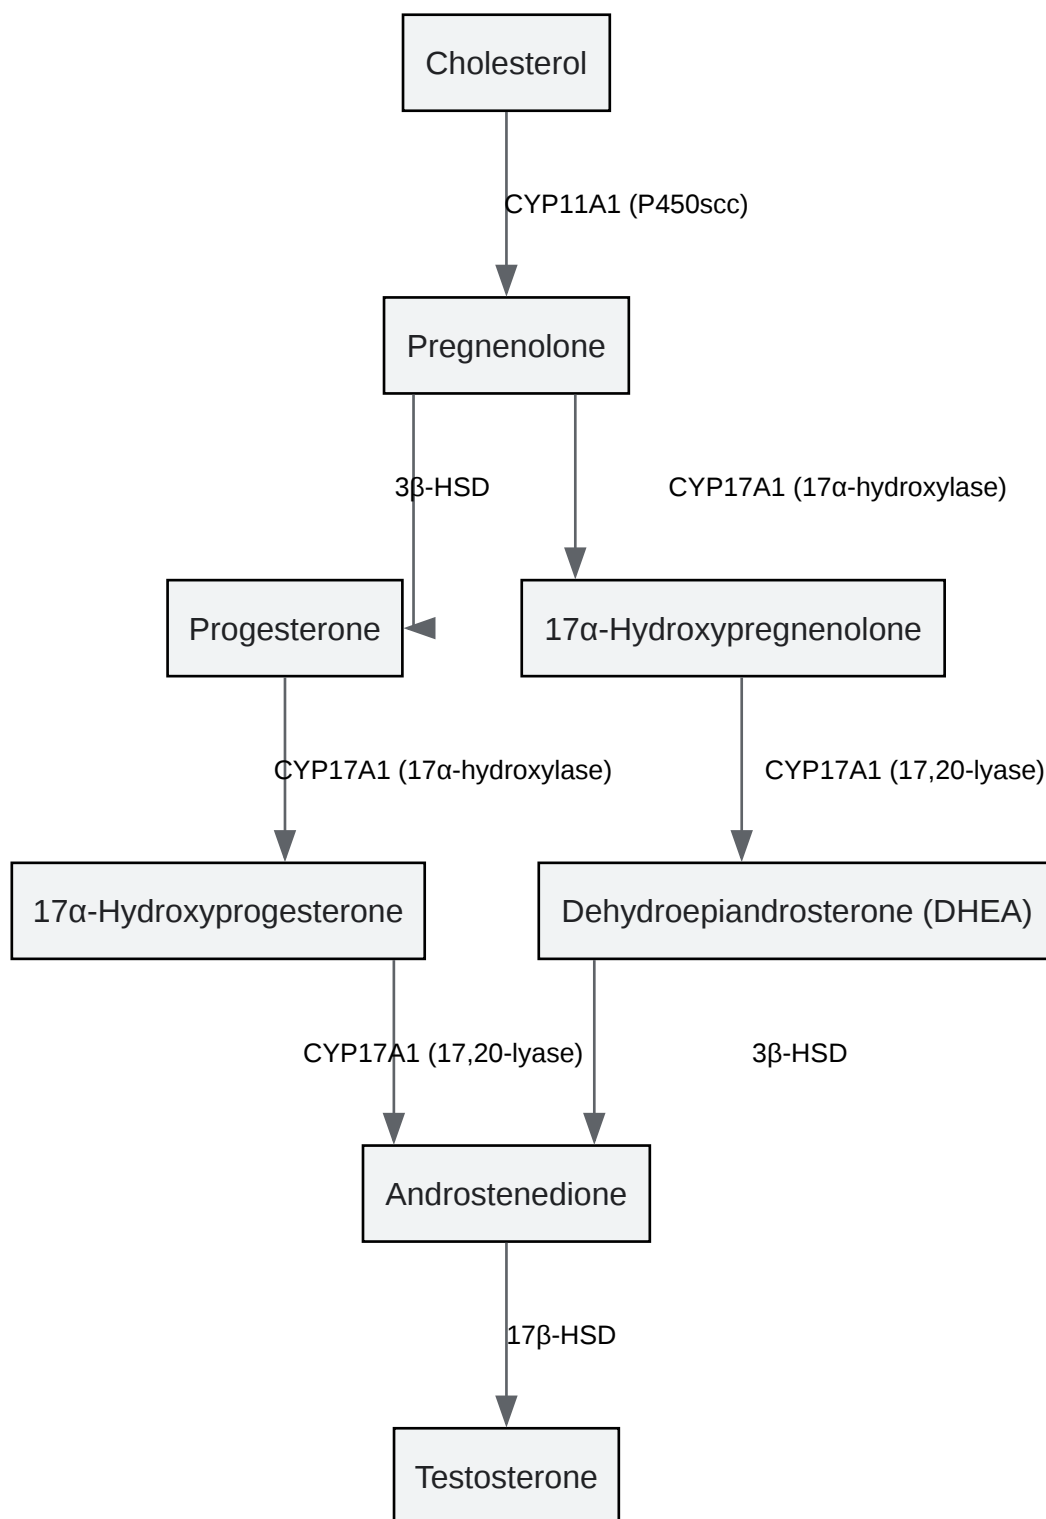 Cholesterol
CYP11A1 (P450scc)
Pregnenolone
3β-HSD
CYP17A1 (17α-hydroxylase)
Progesterone
17α-Hydroxypregnenolone
CYP17A1 (17α-hydroxylase)
CYP17A1 (17,20-lyase)
17α-Hydroxyprogesterone
Dehydroepiandrosterone (DHEA)
CYP17A1 (17,20-lyase)
3β-HSD
Androstenedione
17β-HSD
Testosterone